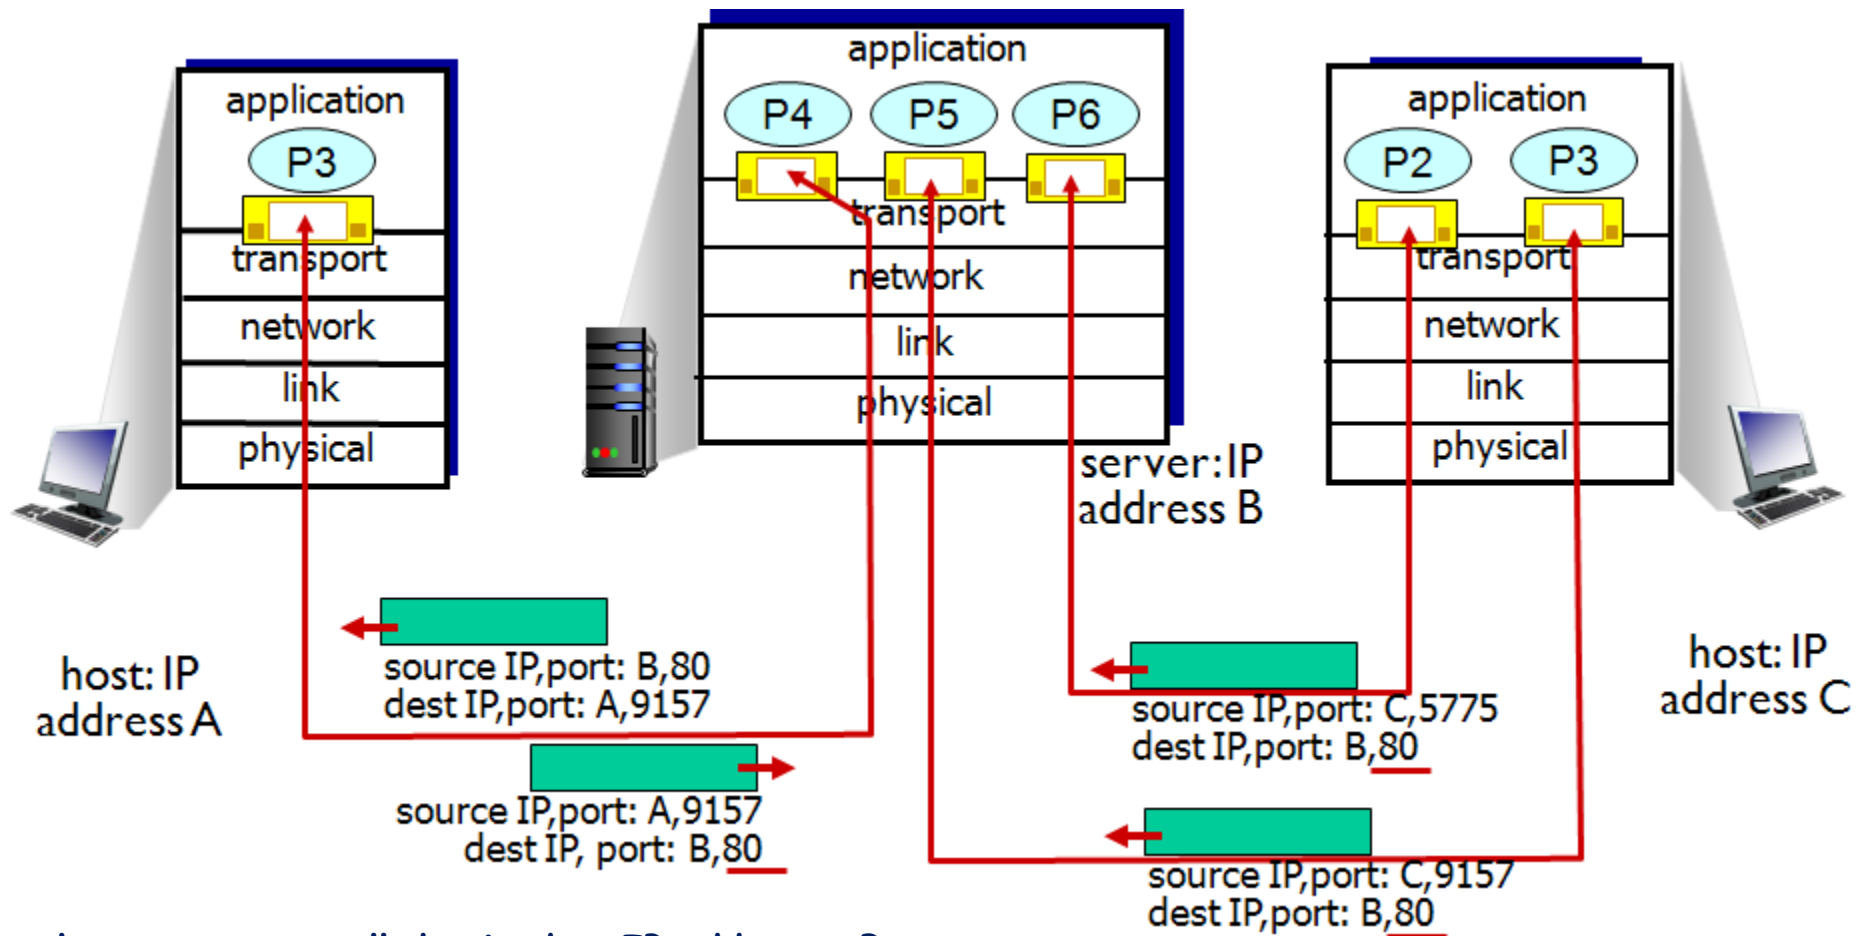 application
P3
transport
network
link
physical
host: IP
address A
application
P4
P5
P6
transport
network
link
physical
server: IP
address B
application
P2
P3
transport
network
link
physical
host: IP
address C
source IP,port: B,80
dest IP,port: A,9157
source IP,port: A,9157
dest IP, port: B,80
source IP,port: C,5775
dest IP,port: B,80
source IP,port: C,9157
dest IP,port: B,80